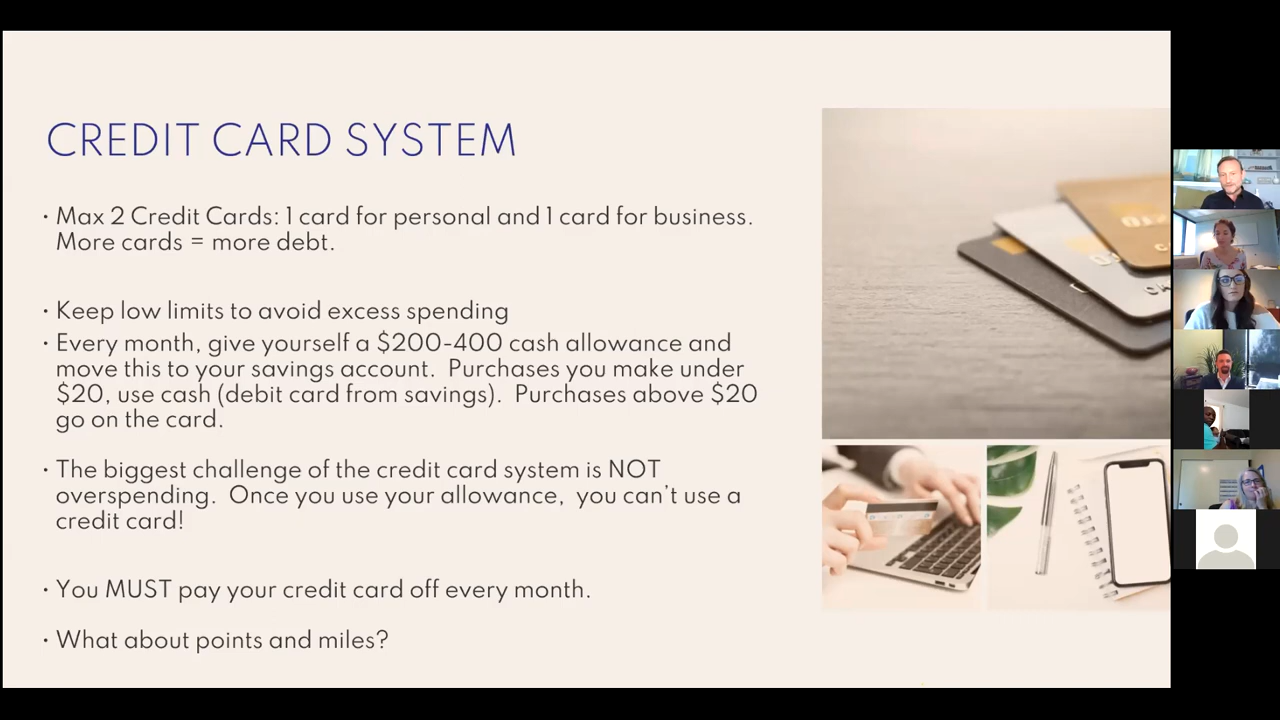 CREDIT CARD SYSTEM
• Max 2 Credit Cards: 1 card for personal and 1 card for business.
More cards = more debt.
• Keep low limits to avoid excess spending
• Every month, give yourself a $200-400 cash allowance and
move this to your savings account.  Purchases you make under
$20, use cash (debit card from savings).  Purchases above $20
go on the card.
• The biggest challenge of the credit card system is NOT
overspending.  Once you use your allowance,  you can't use a
credit card!
• You MUST pay your credit card off every month.
• What about points and miles?